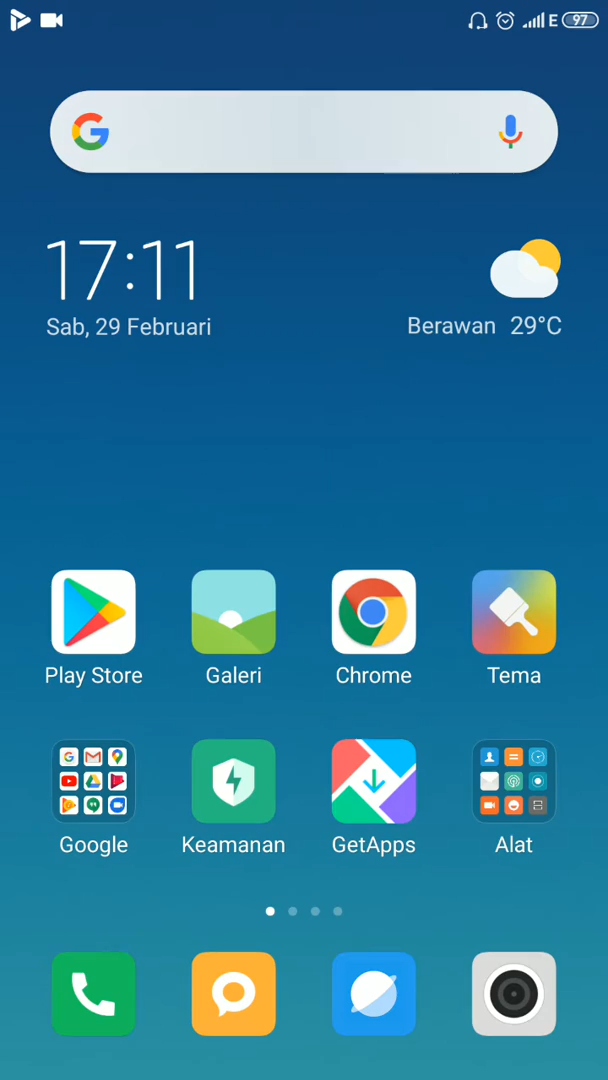 E 97
17:11
Sab, 29 Februari
Berawan 29°C
Play Store
Galeri
Chrome
Tema
Google
Keamanan
GetApps
Alat